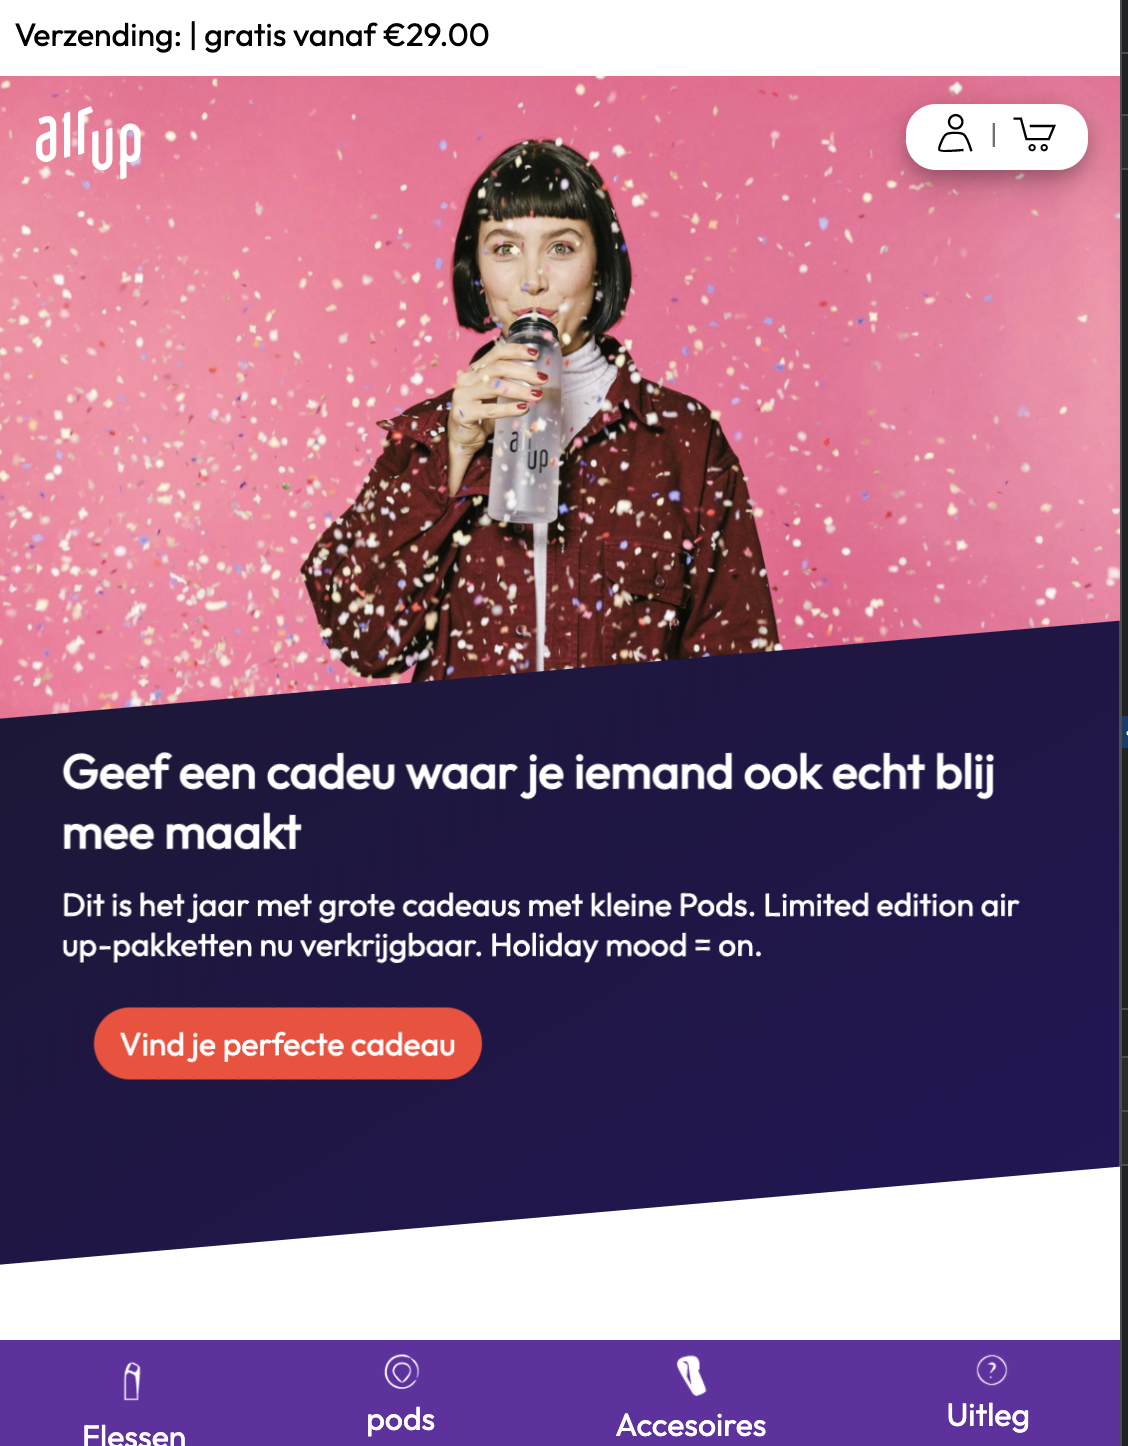 Verzending: | gratis vanaf €29.00
air up
air up
Geef een cadeu waar je iemand ook echt blij
mee maakt
Dit is het jaar met grote cadeaus met kleine Pods. Limited edition air
up-pakketten nu verkrijgbaar. Holiday mood = on.
Vind je perfecte cadeau
Flessen
pods
Accesoires
Uitleg